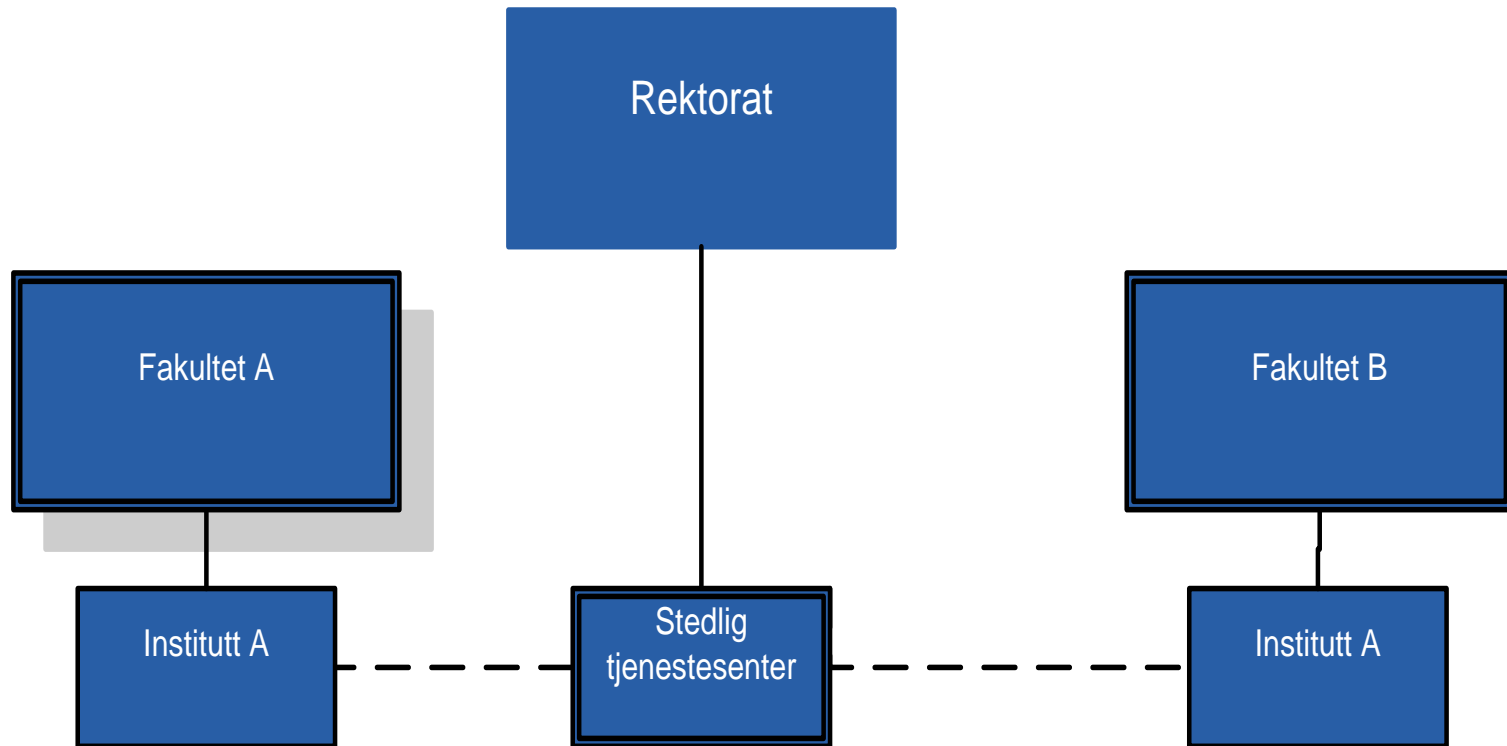 Rektorat
Fakultet A
Fakultet B
Institutt A
Stedlig
tjenestesenter
Institutt A